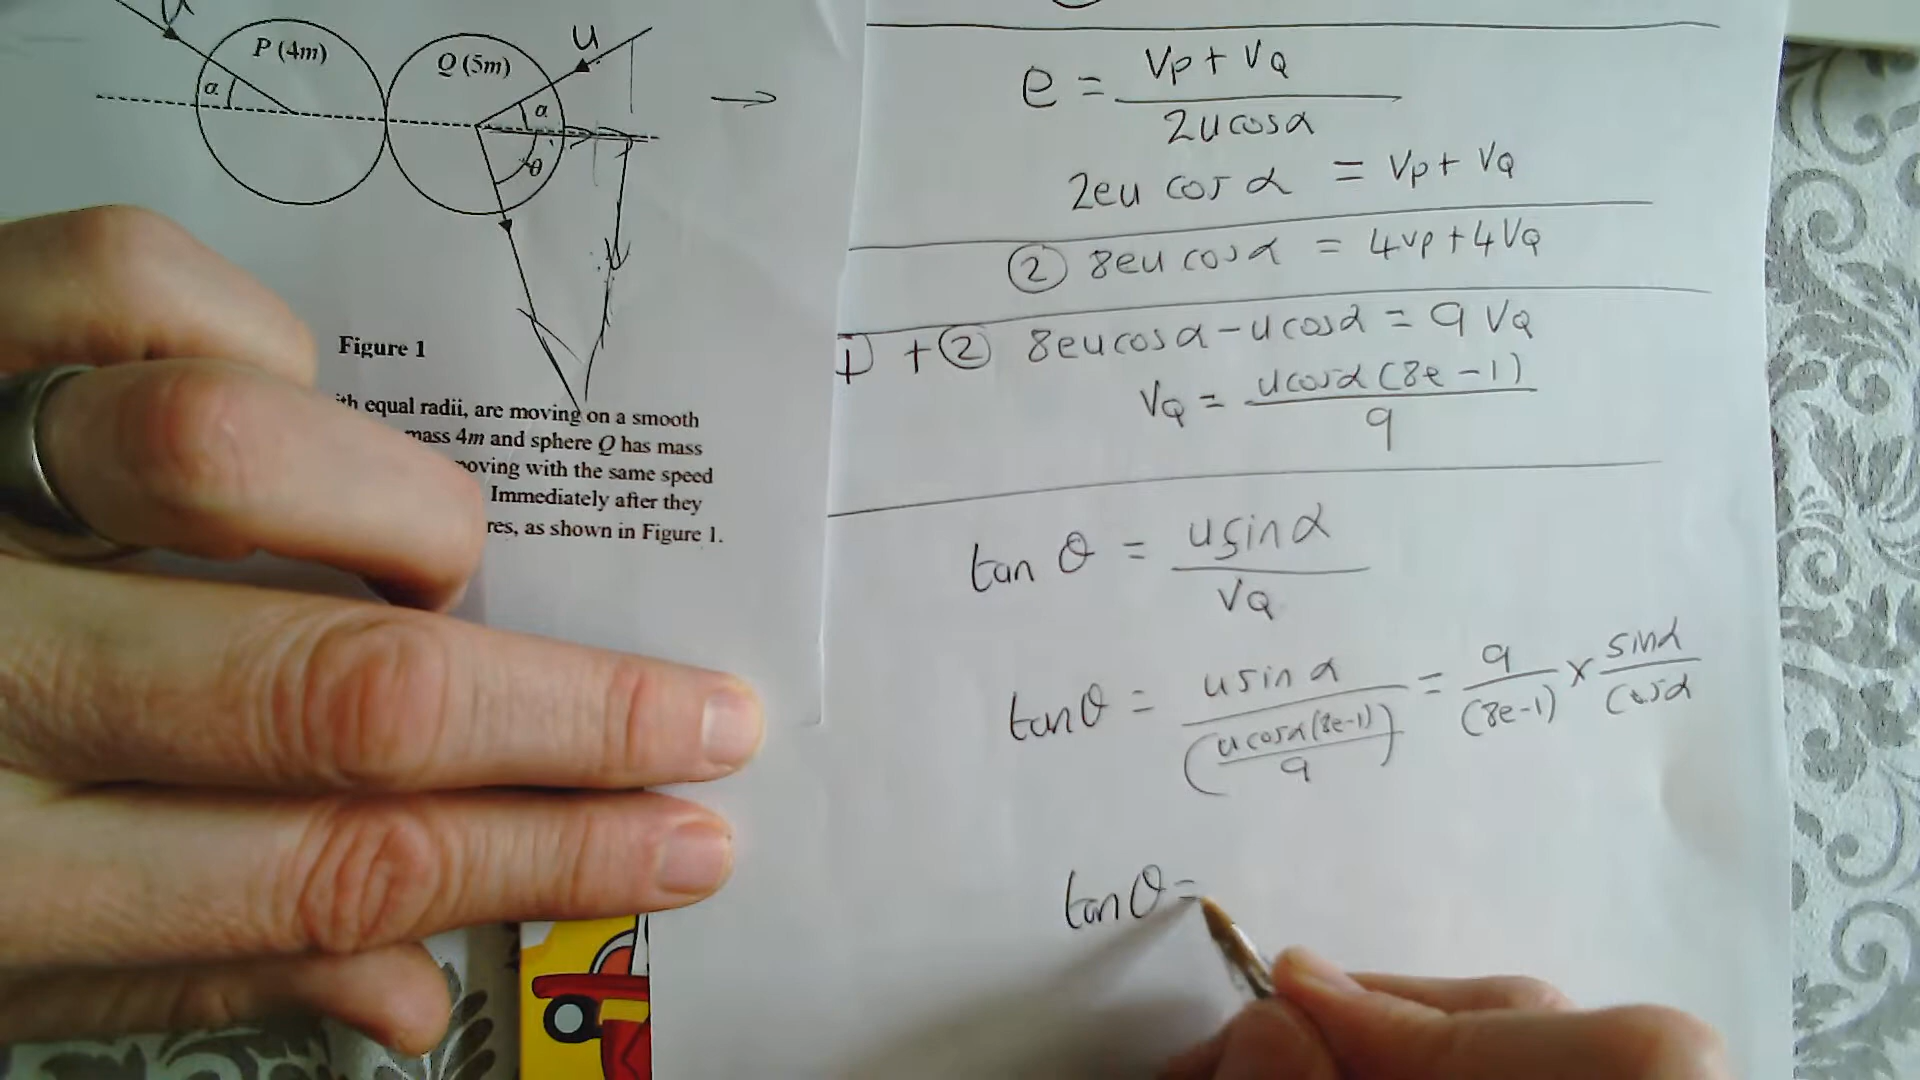 u
P (4m)
α
Q (5m)
u
α
θ
Figure 1
th equal radii, are moving on a smooth
mass 4m and sphere Q has mass
moving with the same speed
Immediately after they
res, as shown in Figure 1.
e = (Vp + VQ) / (2u cos α)
2eu cos α = Vp + VQ
② 8eu cos α = 4Vp + 4VQ
① + ② 8eu cos α − u cos α = 9 VQ
VQ = u cos α (8e − 1) / 9
tan θ = u sin α / VQ
tan θ = u sin α / (u cos α (8e−1) / 9) = 9 / (8e−1) × sin α / cos α
tan θ =